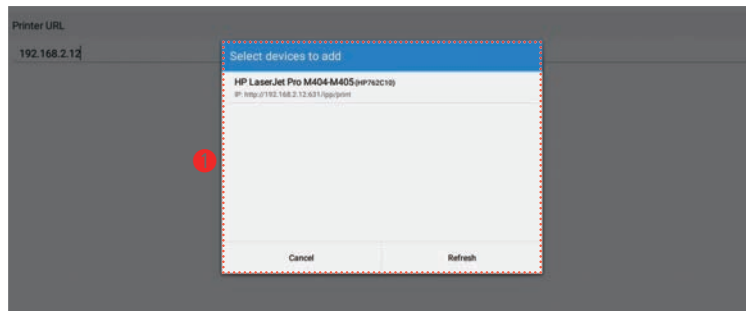 Printer URL
192.168.2.12
Select devices to add
HP LaserJet Pro M404-M405(HP762C10)
IP: http://192.168.2.12:631/ipp/print
Cancel Refresh